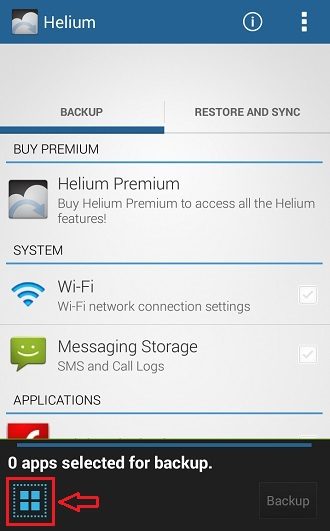 Helium
BACKUP
RESTORE AND SYNC
BUY PREMIUM
Helium Premium
Buy Helium Premium to access all the Helium
features!
SYSTEM
Wi-Fi
Wi-Fi network connection settings
Messaging Storage
SMS and Call Logs
APPLICATIONS
0 apps selected for backup.
Backup